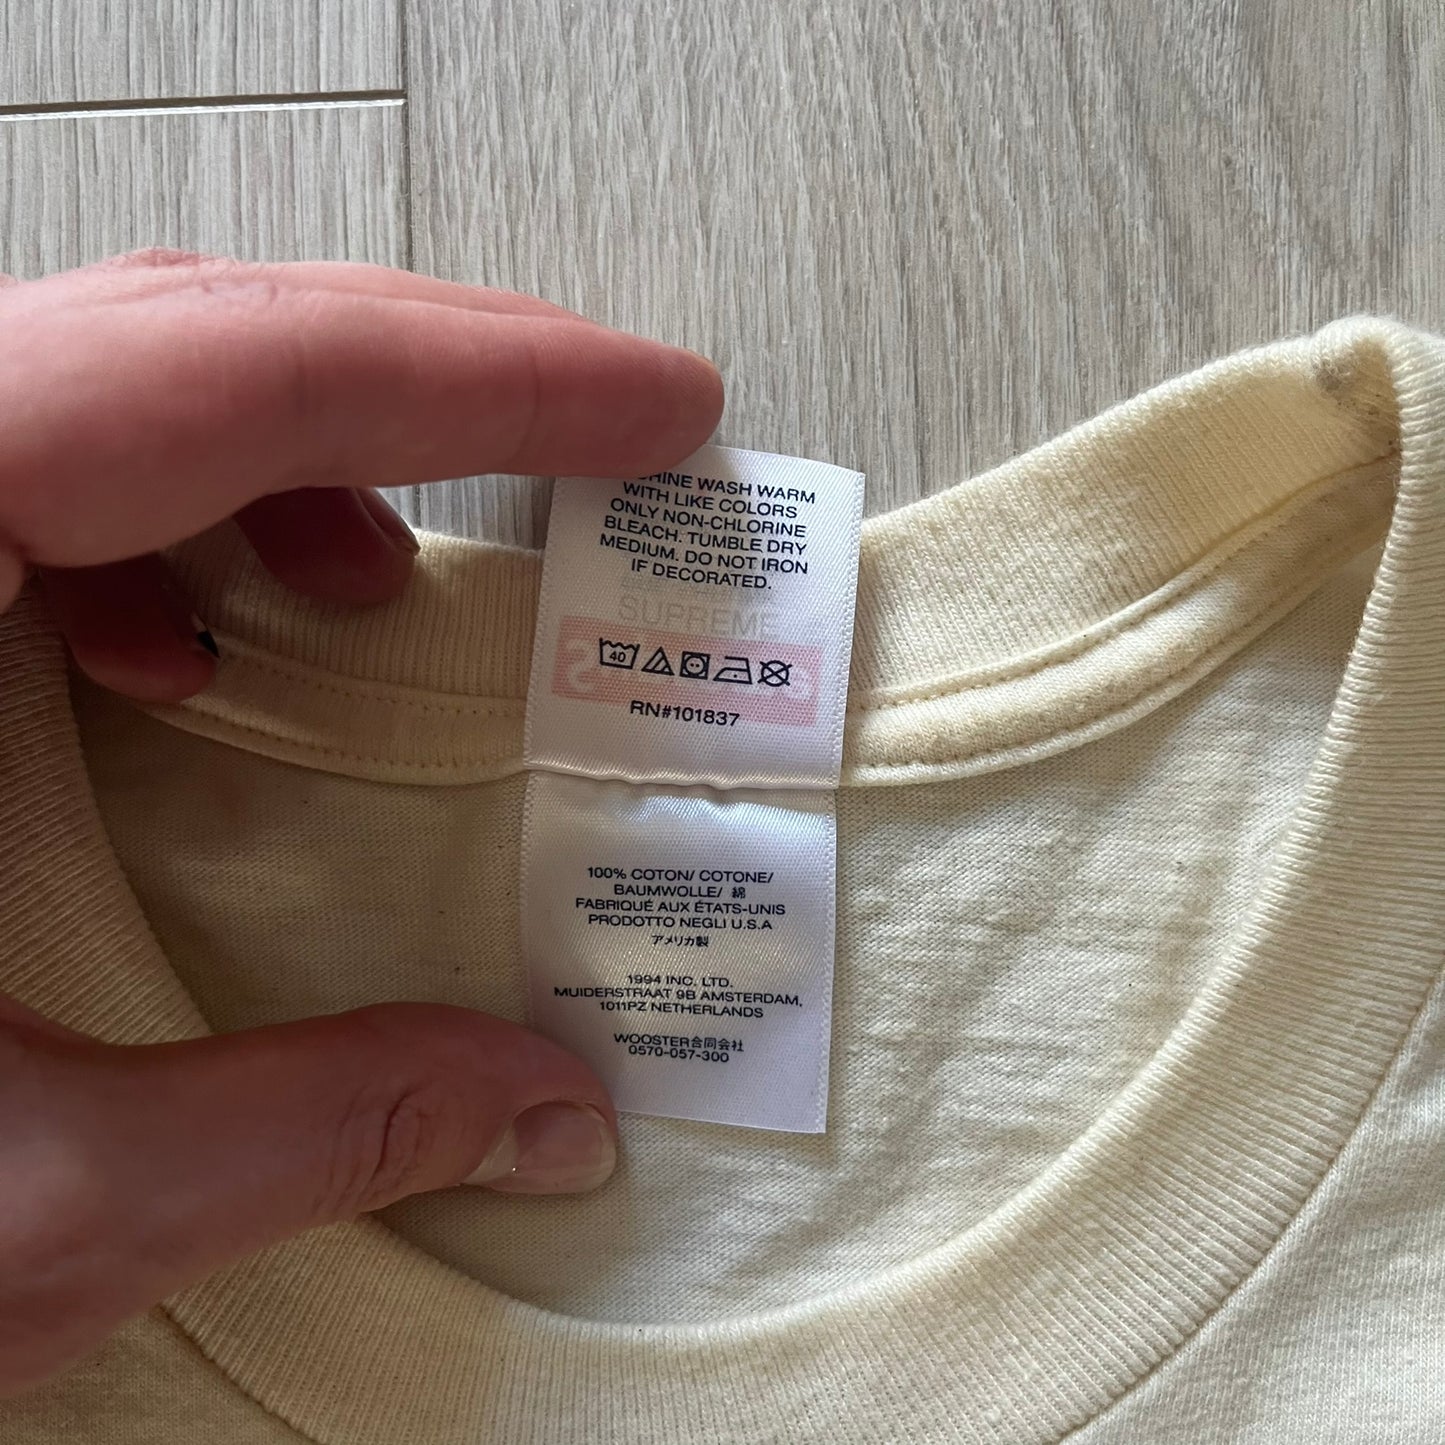 WASH WARM
WITH LIKE COLORS
ONLY NON-CHLORINE
BLEACH. TUMBLE DRY
MEDIUM. DO NOT IRON
IF DECORATED.
SUPREME
40
RN#101837
100% COTON/ COTONE/
BAUMWOLLE/ 綿
FABRIQUÉ AUX ÉTATS-UNIS
PRODOTTO NEGLI U.S.A
アメリカ製
1994 INC. LTD.
MUIDERSTRAAT 9B AMSTERDAM,
1011PZ NETHERLANDS
WOOSTER合同会社
0570-057-300